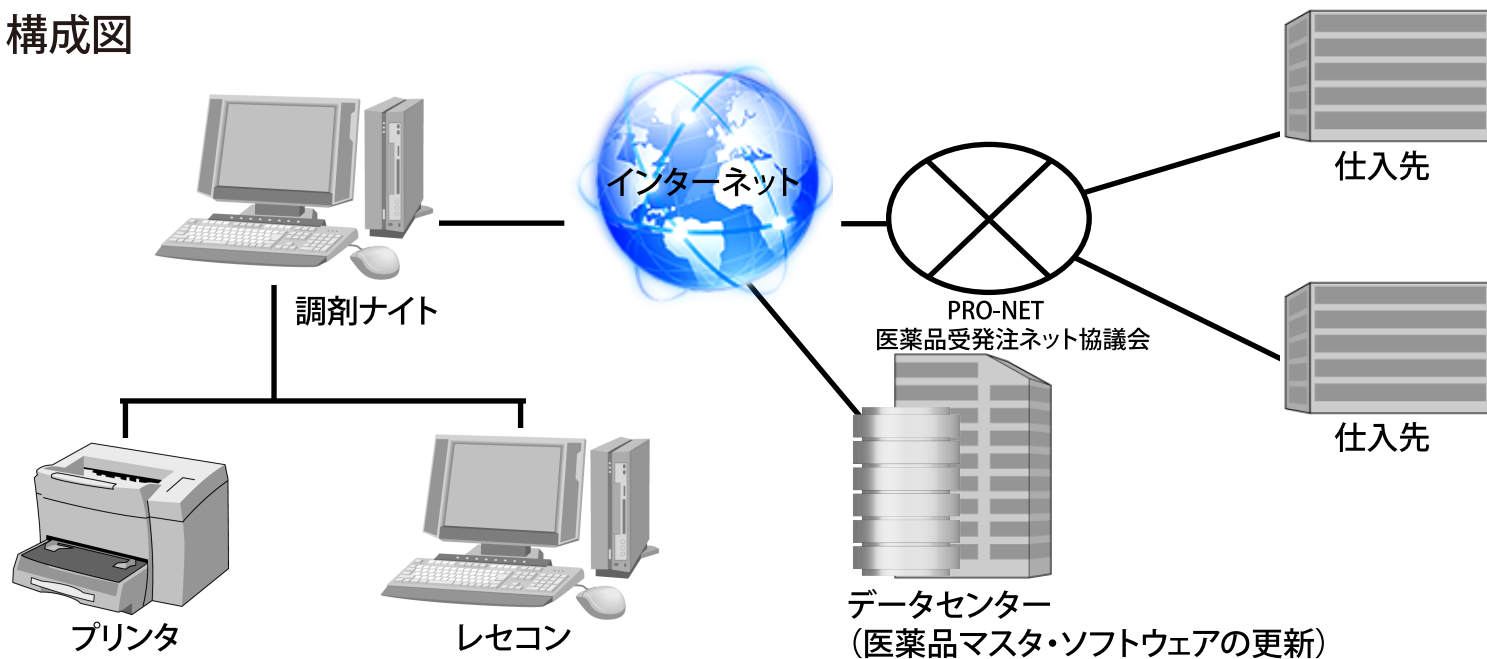 構成図
仕入先
インターネット
調剤ナイト
PRO-NET
医薬品受発注ネット協議会
仕入先
プリンタ
レセコン
データセンター
（医薬品マスタ・ソフトウェアの更新）